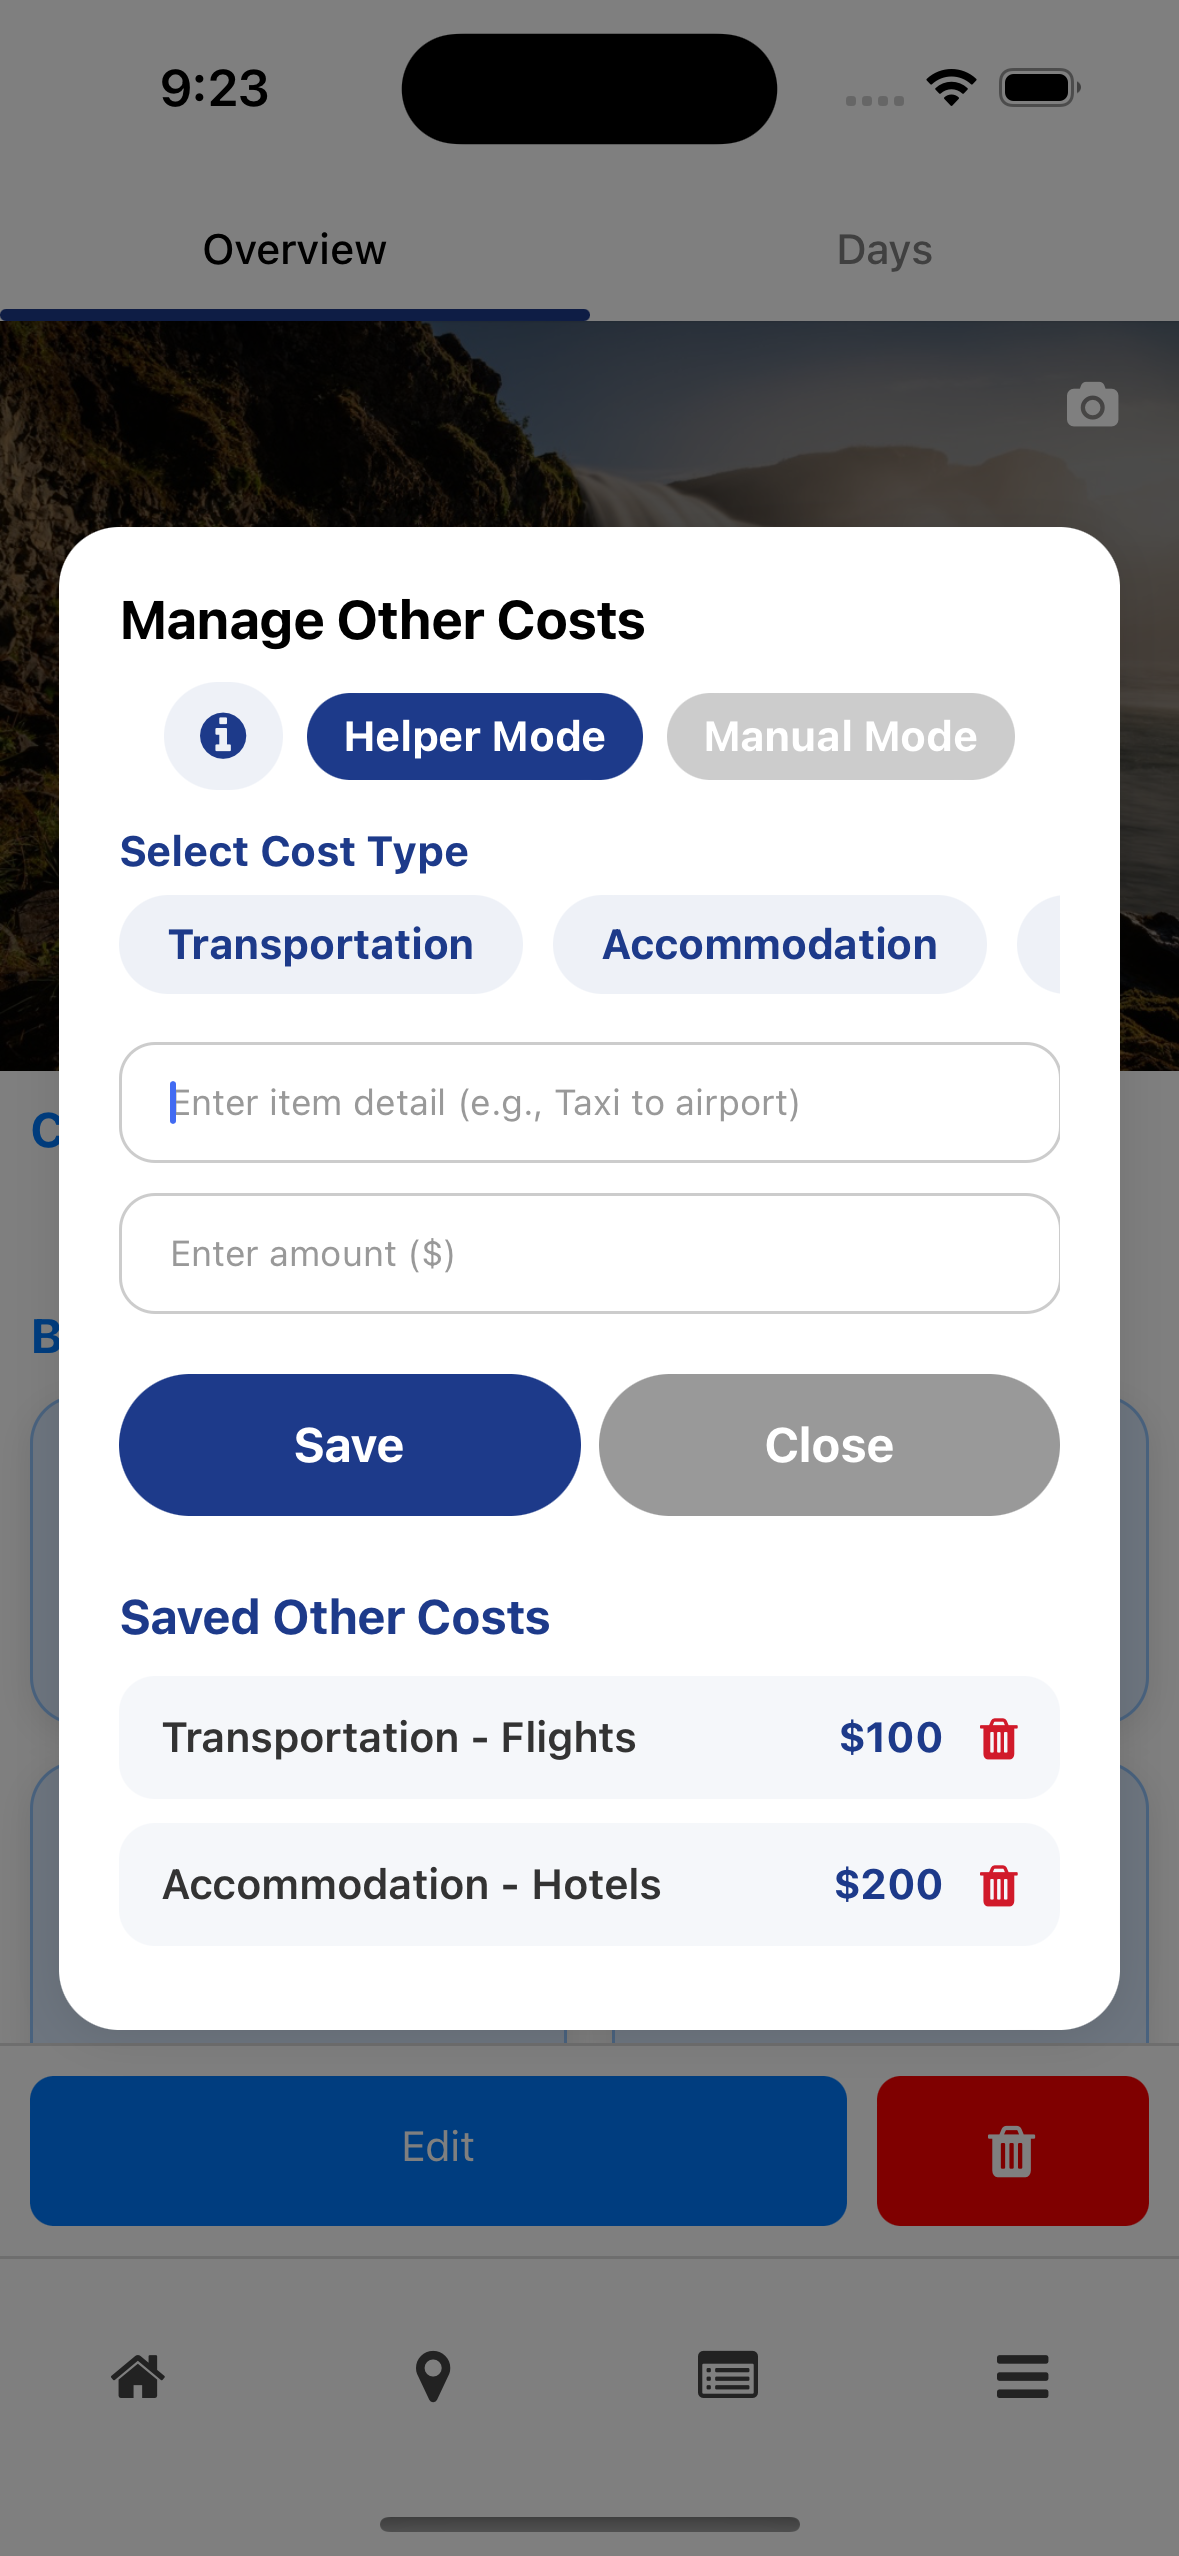 9:23
Overview
Days
Manage Other Costs
Helper Mode
Manual Mode
Select Cost Type
Transportation
Accommodation
Enter item detail (e.g., Taxi to airport)
Enter amount ($)
Save
Close
Saved Other Costs
Transportation - Flights
$100
Accommodation - Hotels
$200
Edit